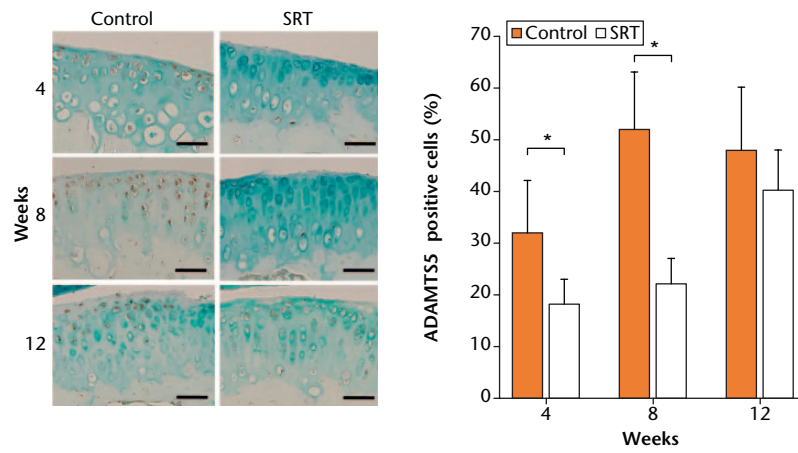 Control SRT
4
Weeks
8
12
Control SRT
ADAMTS5 positive cells (%)
70
60
50
40
30
20
10
0
*
*
4 8 12
Weeks